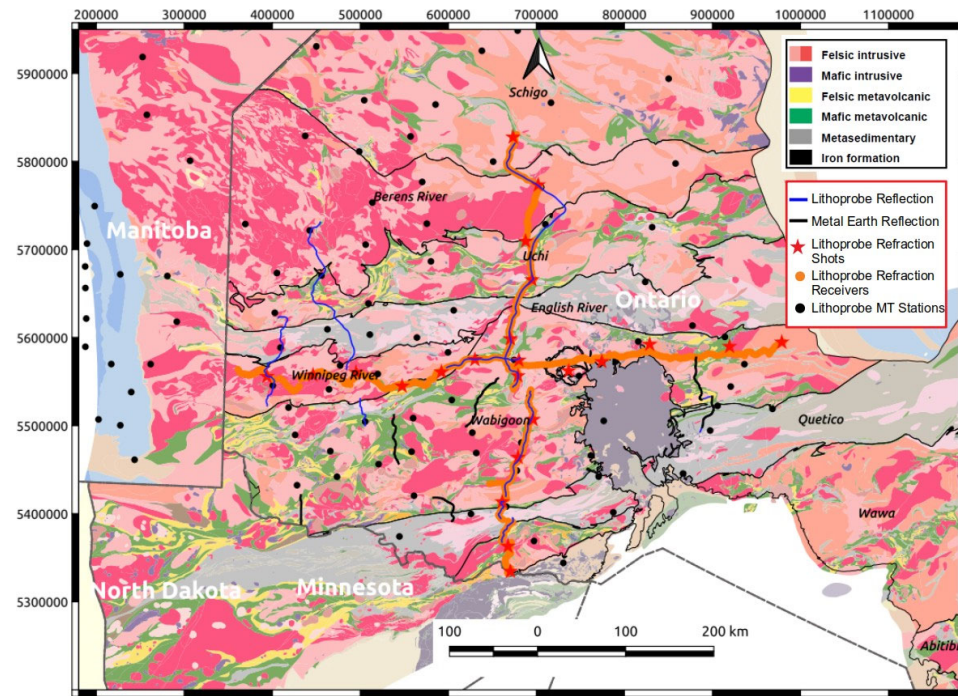 200000 300000 400000 500000 600000 700000 800000 900000 1000000 1100000
5900000
5800000
5700000
5600000
5500000
5400000
5300000
Felsic intrusive
Mafic intrusive
Felsic metavolcanic
Mafic metavolcanic
Metasedimentary
Iron formation
Lithoprobe Reflection
Metal Earth Reflection
Lithoprobe Refraction
Shots
Lithoprobe Refraction
Receivers
Lithoprobe MT Stations
Schigo
Berens River
Manitoba
Uchi
English River
Ontario
Winnipeg River
Wabigoon
Quetico
Wawa
North Dakota
Minnesota
Abitibi
100 0 100 200 km